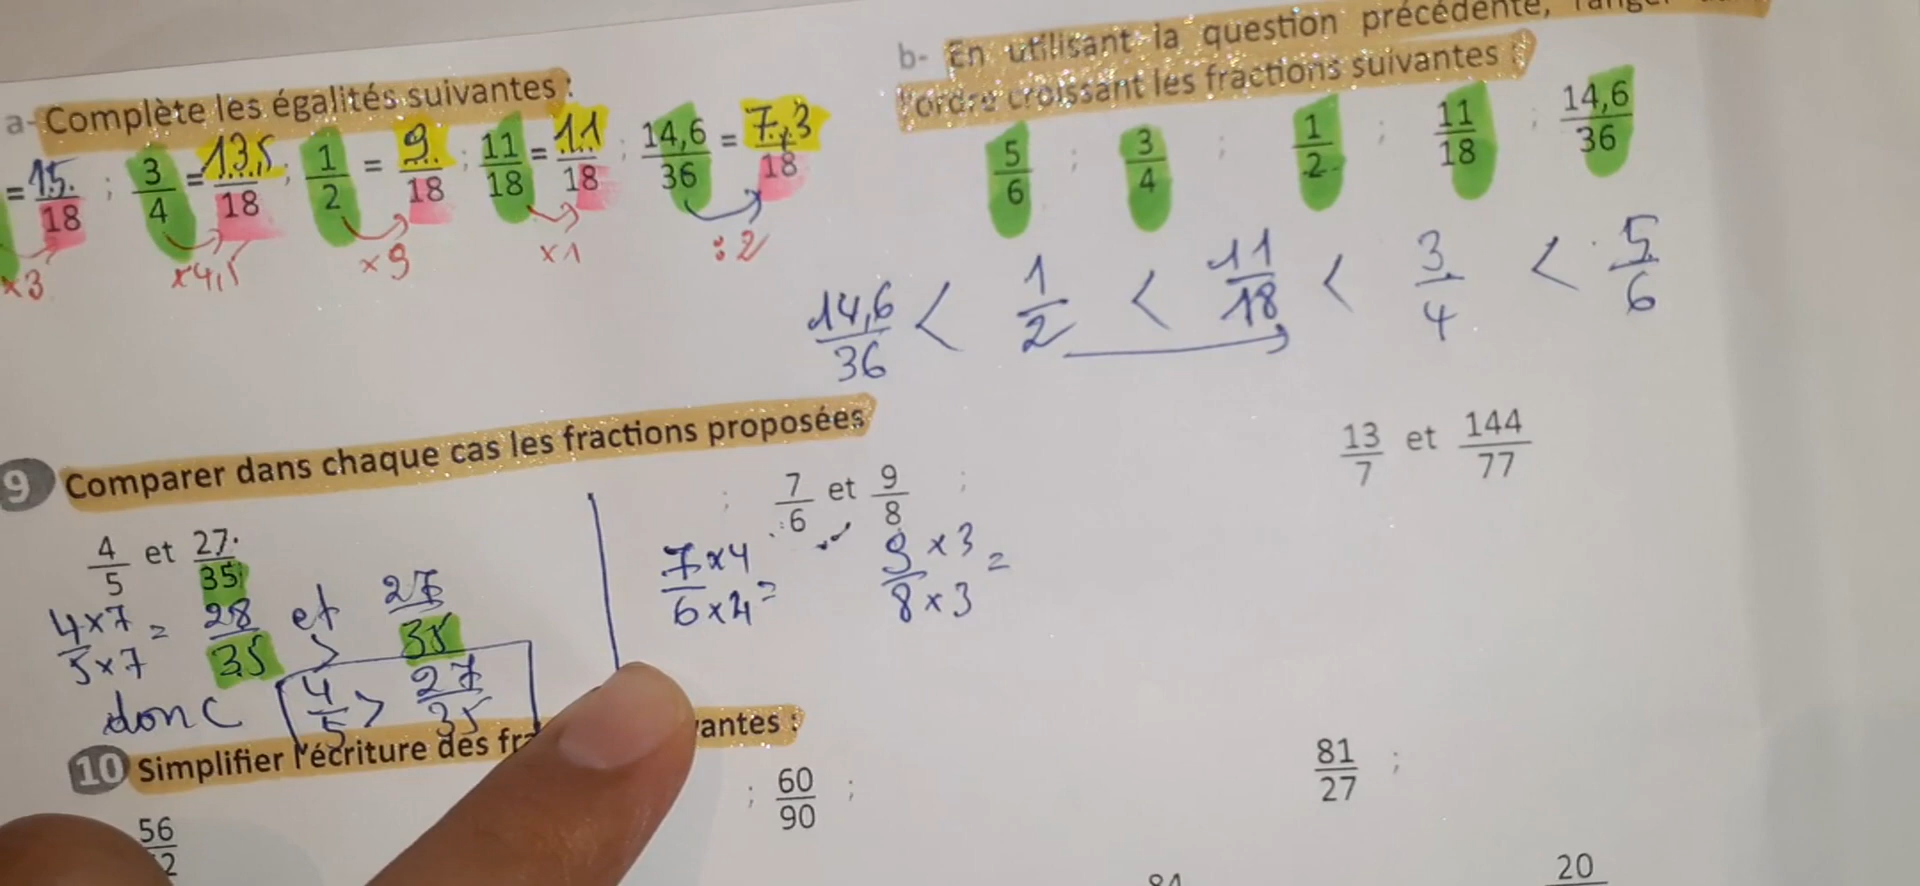 a- Complète les égalités suivantes :
= 15 / 18 ; 3/4 = 13,5 / 18 ; 1/2 = 9 / 18 ; 11/18 = 11 / 18 ; 14,6/36 = 7,3 / 18
×3 ×4,5 ×9 ×1 :2
b- En utilisant la question précédente,
l'ordre croissant les fractions suivantes :
5/6 ; 3/4 ; 1/2 ; 11/18 ; 14,6/36
14,6/36 < 1/2 < 11/18 < 3/4 < 5/6
9 Comparer dans chaque cas les fractions proposées
4/5 et 27/35 ; 7/6 et 9/8 ; 13/7 et 144/77
4×7 / 5×7 = 28/35 et 27/35
>
donc 4/5 > 27/35
7×4 / 6×4 = 9×3 / 8×3 =
10 Simplifier l'écriture des antes :
56 ; 60/90 ; 81/27 ;
20